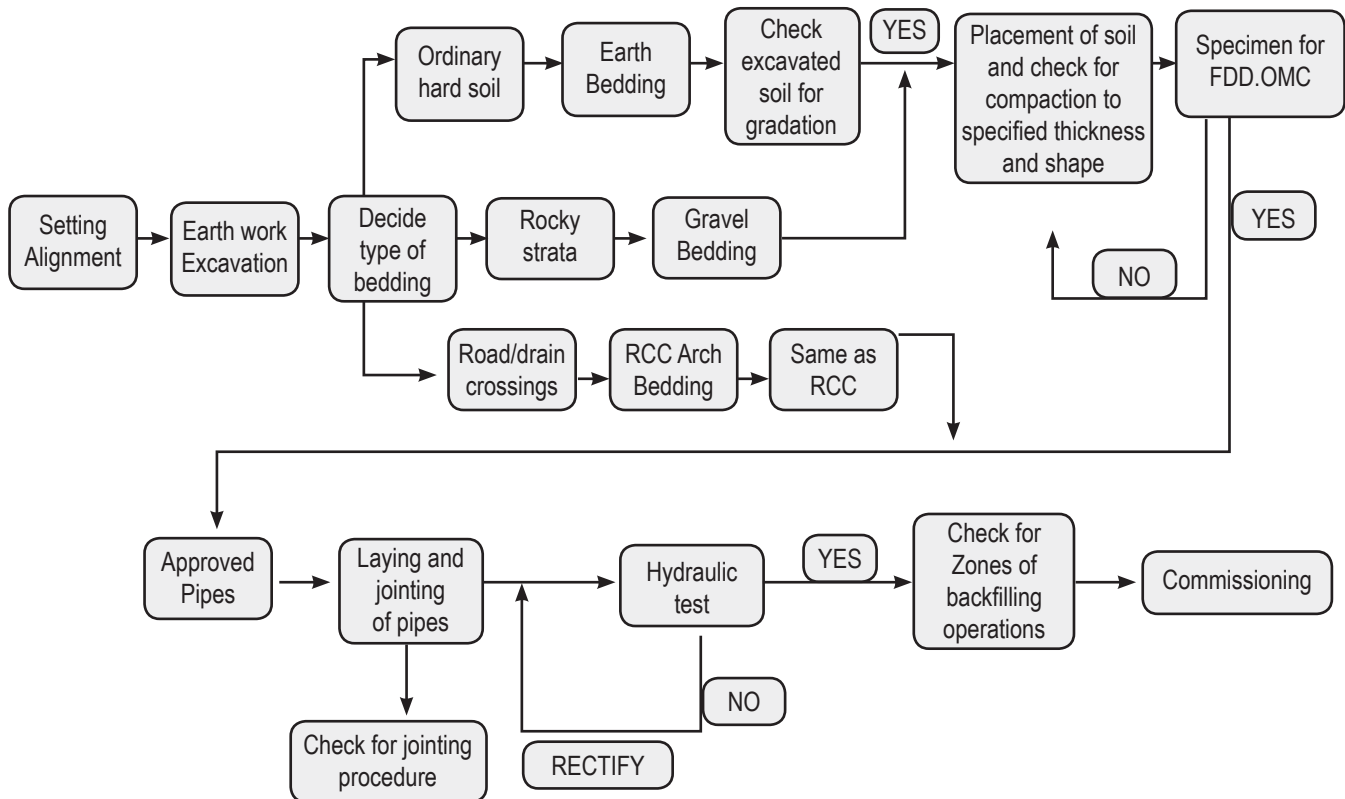 Ordinary
hard soil
Earth
Bedding
Check
excavated
soil for
gradation
YES
Placement of soil
and check for
compaction to
specified thickness
and shape
Specimen for
FDD.OMC
Setting
Alignment
Earth work
Excavation
Decide
type of
bedding
Rocky
strata
Gravel
Bedding
YES
NO
Road/drain
crossings
RCC Arch
Bedding
Same as
RCC
Approved
Pipes
Laying and
jointing
of pipes
Hydraulic
test
YES
Check for
Zones of
backfilling
operations
Commissioning
NO
Check for jointing
procedure
RECTIFY